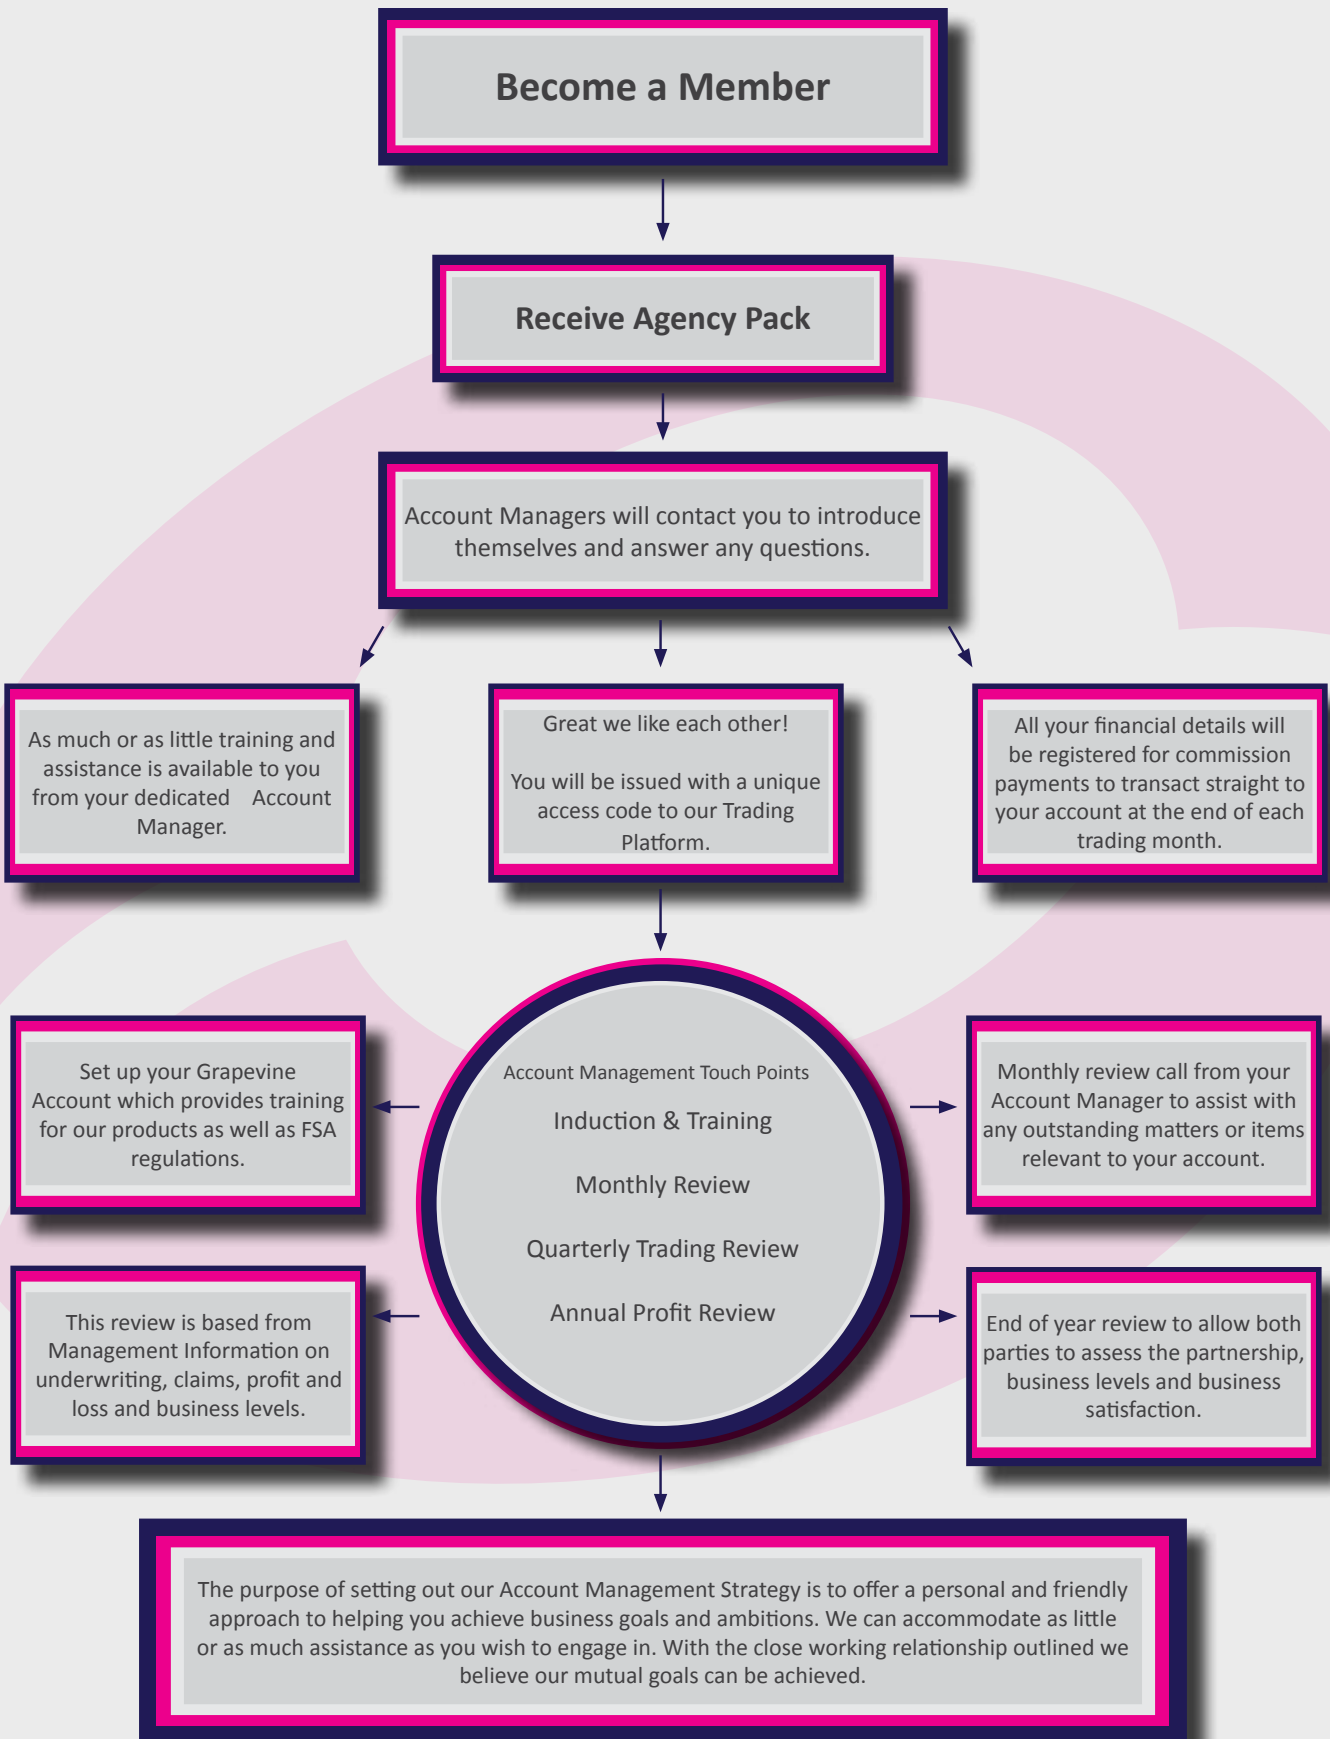 Become a Member
Receive Agency Pack
Account Managers will contact you to introduce
themselves and answer any questions.
As much or as little training and
assistance is available to you
from your dedicated Account
Manager.
Great we like each other!
You will be issued with a unique
access code to our Trading
Platform.
All your financial details will
be registered for commission
payments to transact straight to
your account at the end of each
trading month.
Set up your Grapevine
Account which provides training
for our products as well as FSA
regulations.
Account Management Touch Points
Induction & Training
Monthly Review
Quarterly Trading Review
Annual Profit Review
Monthly review call from your
Account Manager to assist with
any outstanding matters or items
relevant to your account.
This review is based from
Management Information on
underwriting, claims, profit and
loss and business levels.
End of year review to allow both
parties to assess the partnership,
business levels and business
satisfaction.
The purpose of setting out our Account Management Strategy is to offer a personal and friendly
approach to helping you achieve business goals and ambitions. We can accommodate as little
or as much assistance as you wish to engage in. With the close working relationship outlined we
believe our mutual goals can be achieved.